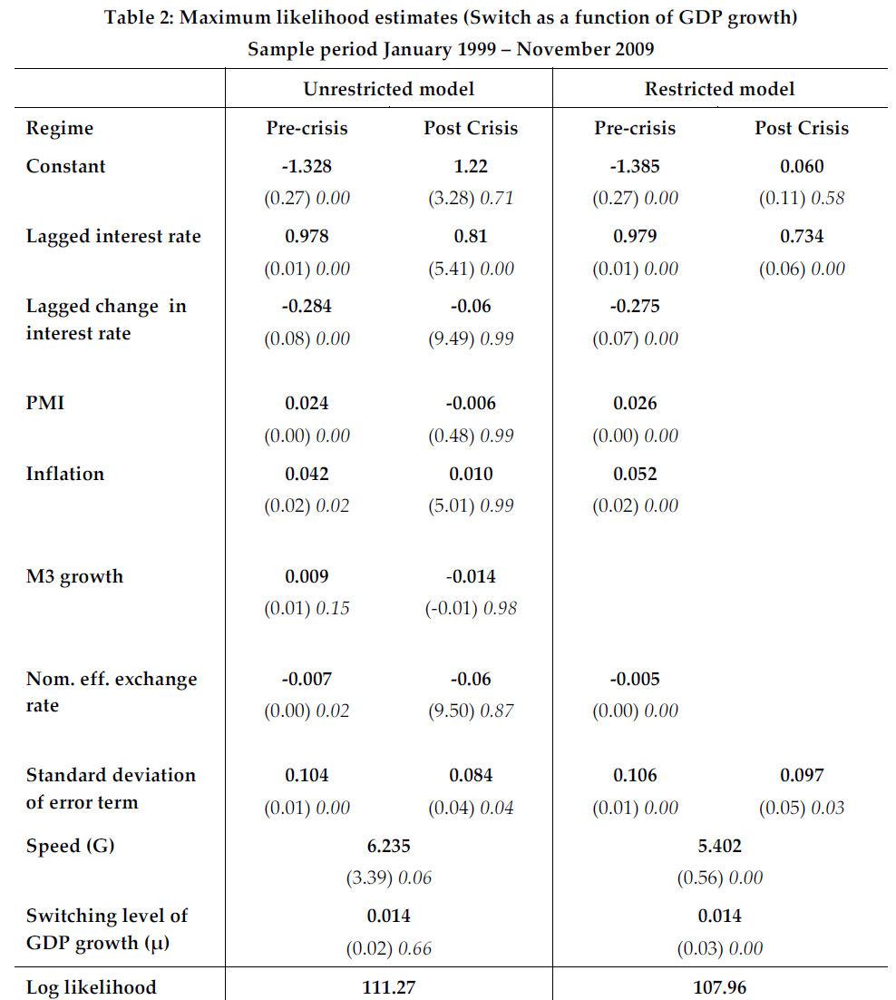 Table 2: Maximum likelihood estimates (Switch as a function of GDP growth)
Sample period January 1999 – November 2009
Unrestricted model Restricted model
Regime Pre-crisis Post Crisis Pre-crisis Post Crisis
Constant -1.328 1.22 -1.385 0.060
(0.27) 0.00 (3.28) 0.71 (0.27) 0.00 (0.11) 0.58
Lagged interest rate 0.978 0.81 0.979 0.734
(0.01) 0.00 (5.41) 0.00 (0.01) 0.00 (0.06) 0.00
Lagged change in -0.284 -0.06 -0.275
interest rate (0.08) 0.00 (9.49) 0.99 (0.07) 0.00
PMI 0.024 -0.006 0.026
(0.00) 0.00 (0.48) 0.99 (0.00) 0.00
Inflation 0.042 0.010 0.052
(0.02) 0.02 (5.01) 0.99 (0.02) 0.00
M3 growth 0.009 -0.014
(0.01) 0.15 (-0.01) 0.98
Nom. eff. exchange -0.007 -0.06 -0.005
rate (0.00) 0.02 (9.50) 0.87 (0.00) 0.00
Standard deviation 0.104 0.084 0.106 0.097
of error term (0.01) 0.00 (0.04) 0.04 (0.01) 0.00 (0.05) 0.03
Speed (G) 6.235 5.402
(3.39) 0.06 (0.56) 0.00
Switching level of 0.014 0.014
GDP growth (μ) (0.02) 0.66 (0.03) 0.00
Log likelihood 111.27 107.96